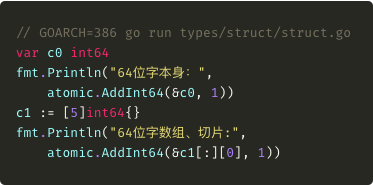 // GOARCH=386 go run types/struct/struct.go
var c0 int64
fmt.Println("64位字本身：",
    atomic.AddInt64(&c0, 1))
c1 := [5]int64{}
fmt.Println("64位字数组、切片:",
    atomic.AddInt64(&c1[:][0], 1))